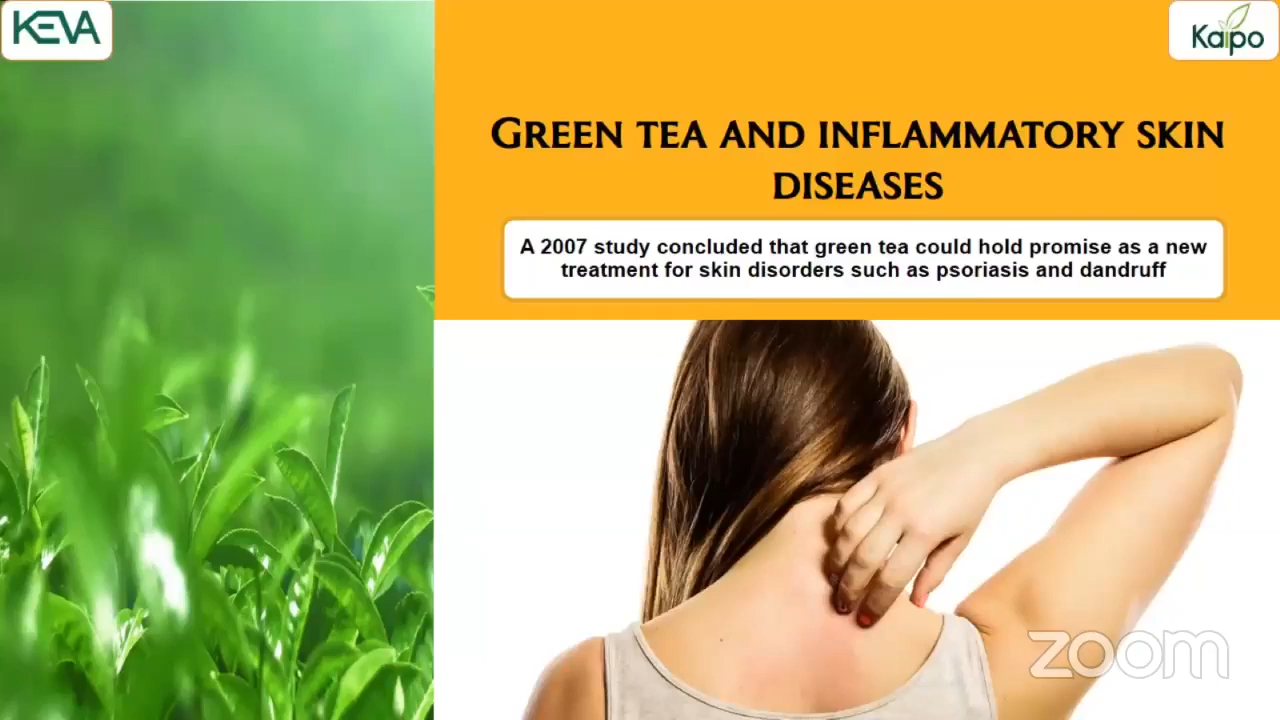 KEVA
Kaipo
GREEN TEA AND INFLAMMATORY SKIN
DISEASES
A 2007 study concluded that green tea could hold promise as a new
treatment for skin disorders such as psoriasis and dandruff
zoom